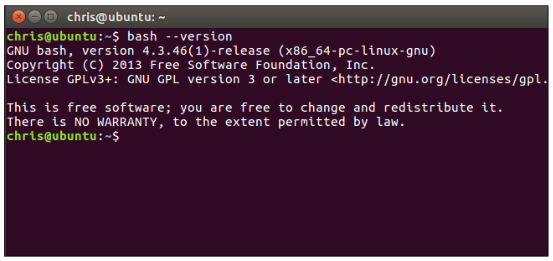 chris@ubuntu: ~
chris@ubuntu:~$ bash --version
GNU bash, version 4.3.46(1)-release (x86_64-pc-linux-gnu)
Copyright (C) 2013 Free Software Foundation, Inc.
License GPLv3+: GNU GPL version 3 or later <http://gnu.org/licenses/gpl.
This is free software; you are free to change and redistribute it.
There is NO WARRANTY, to the extent permitted by law.
chris@ubuntu:~$